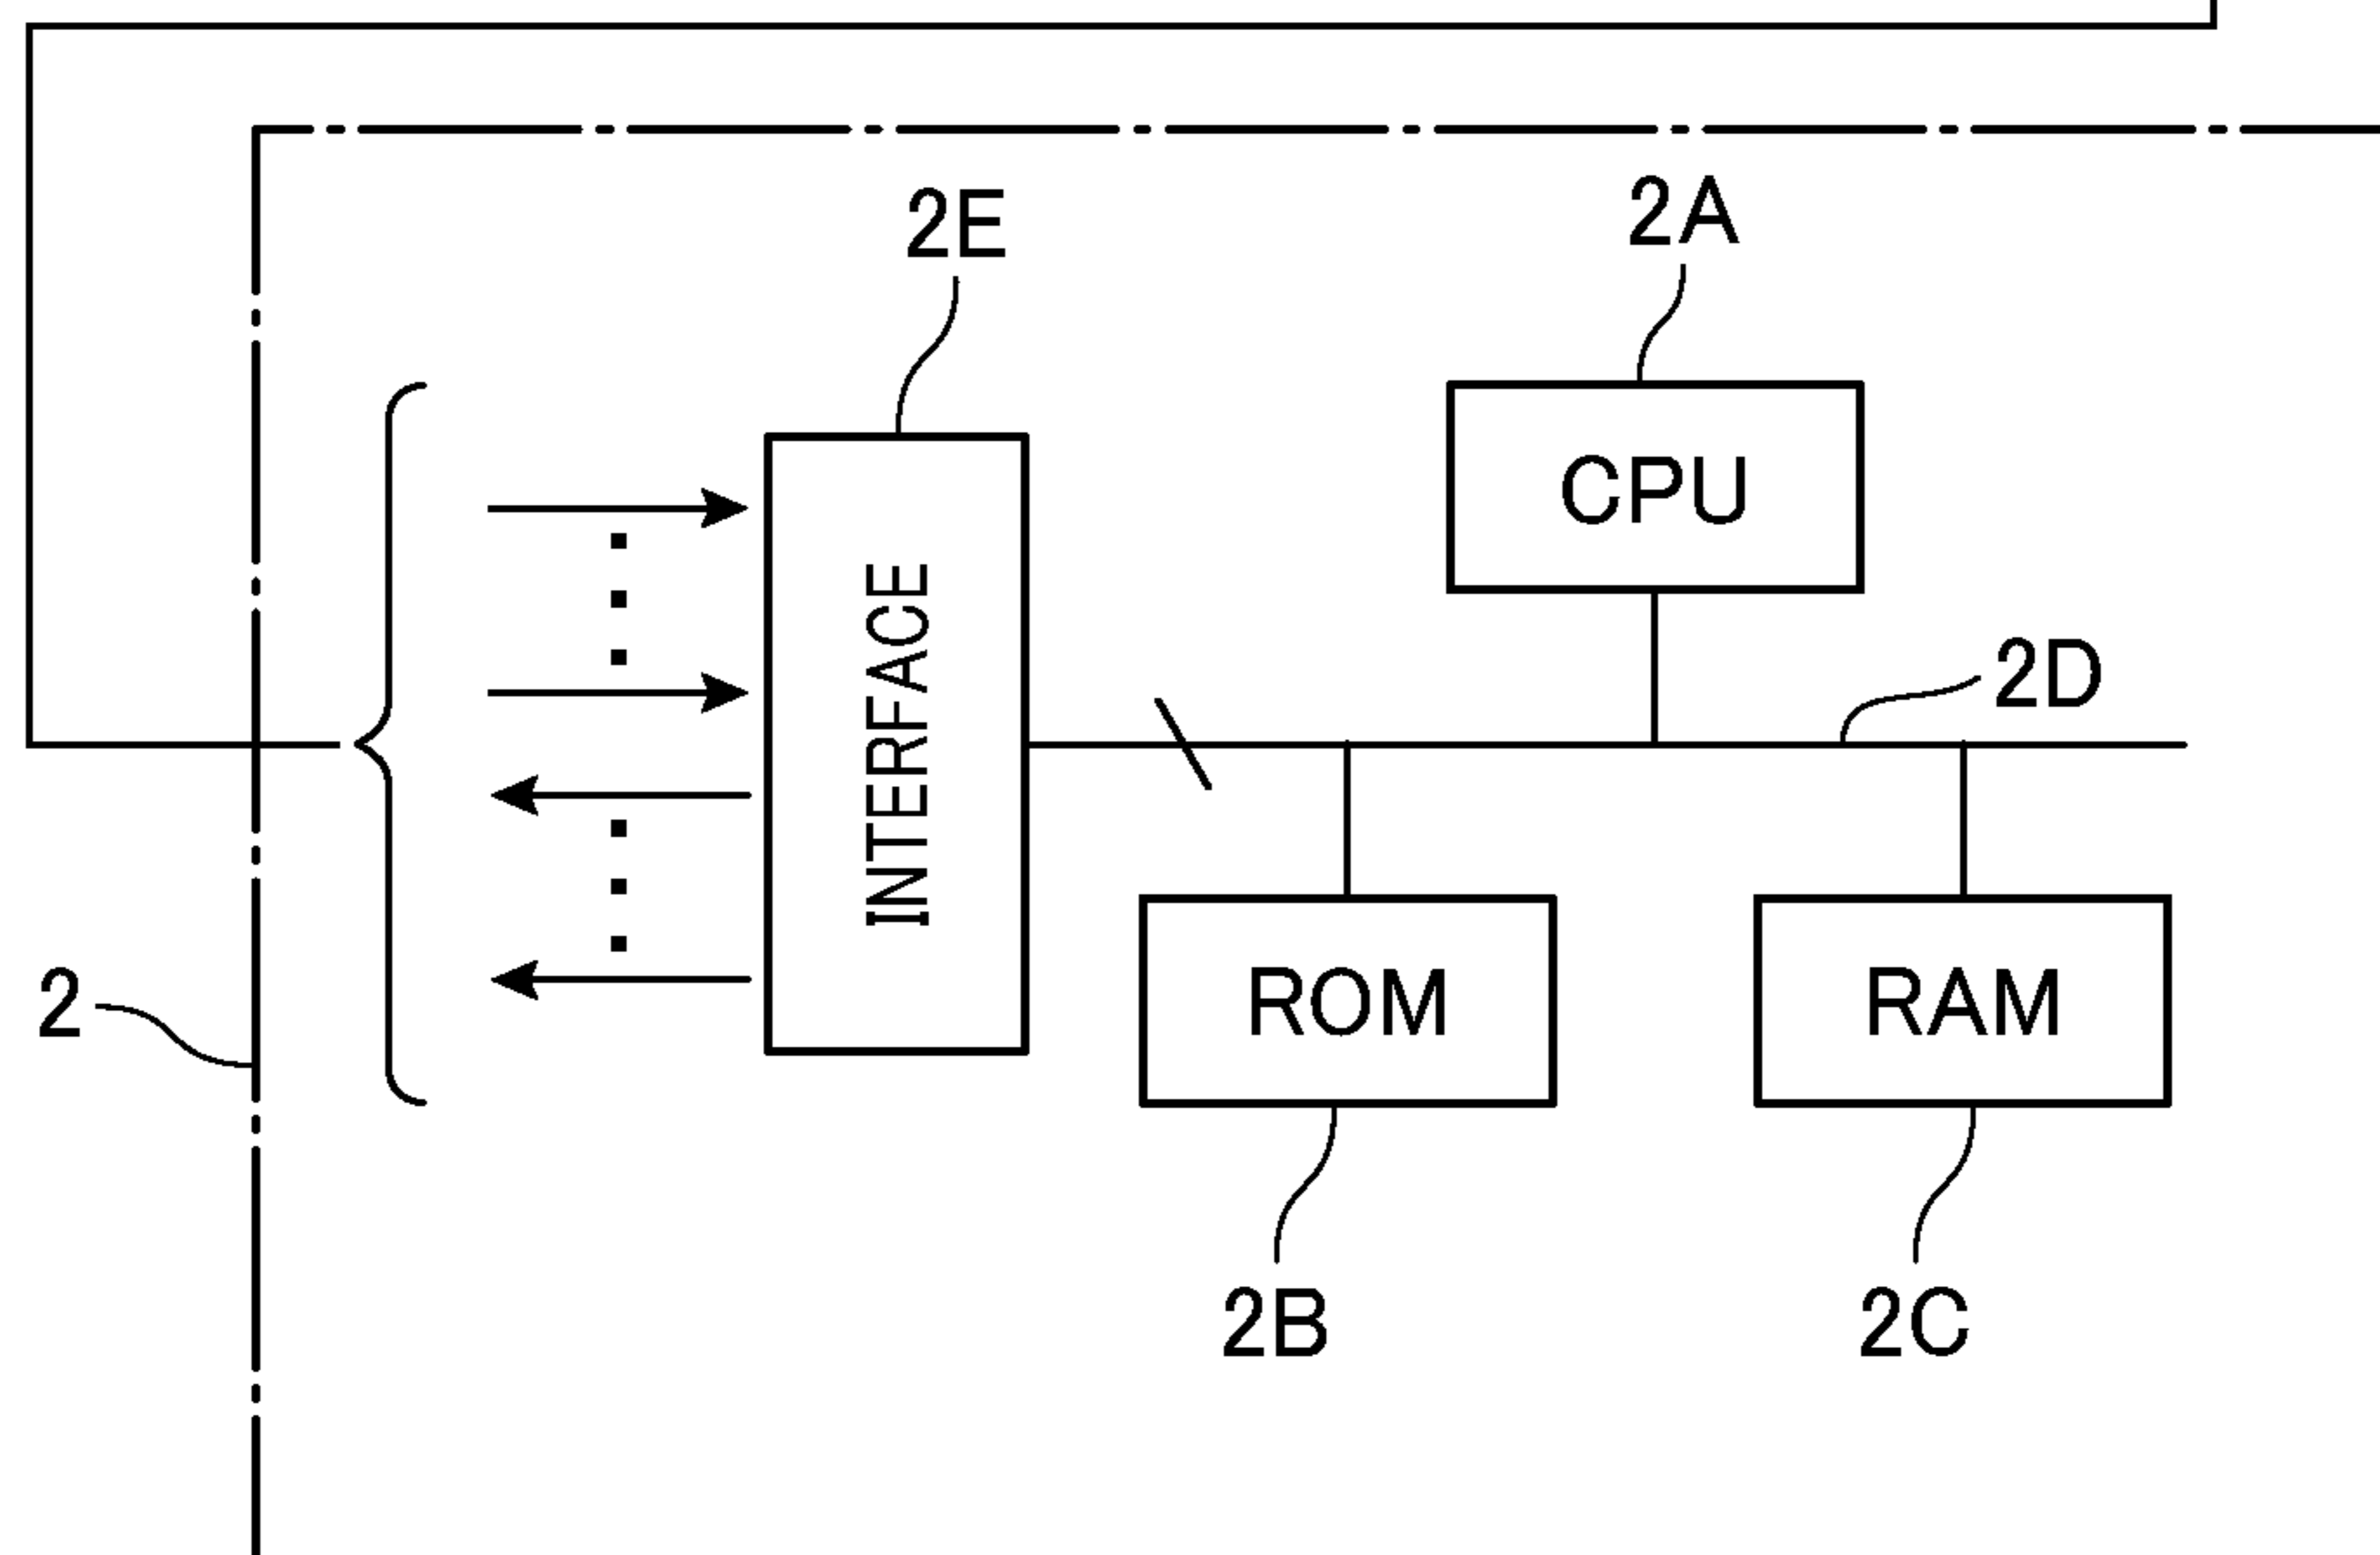 2E
2A
CPU
INTERFACE
2D
2
ROM
RAM
2B
2C